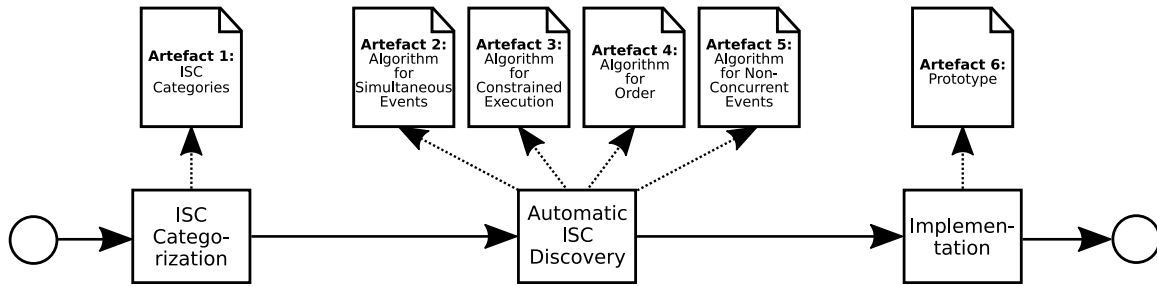 Artefact 1:
ISC
Categories
Artefact 2:
Algorithm
for
Simultaneous
Events
Artefact 3:
Algorithm
for
Constrained
Execution
Artefact 4:
Algorithm
for
Order
Artefact 5:
Algorithm
for Non-
Concurrent
Events
Artefact 6:
Prototype
ISC
Catego-
rization
Automatic
ISC
Discovery
Implemen-
tation